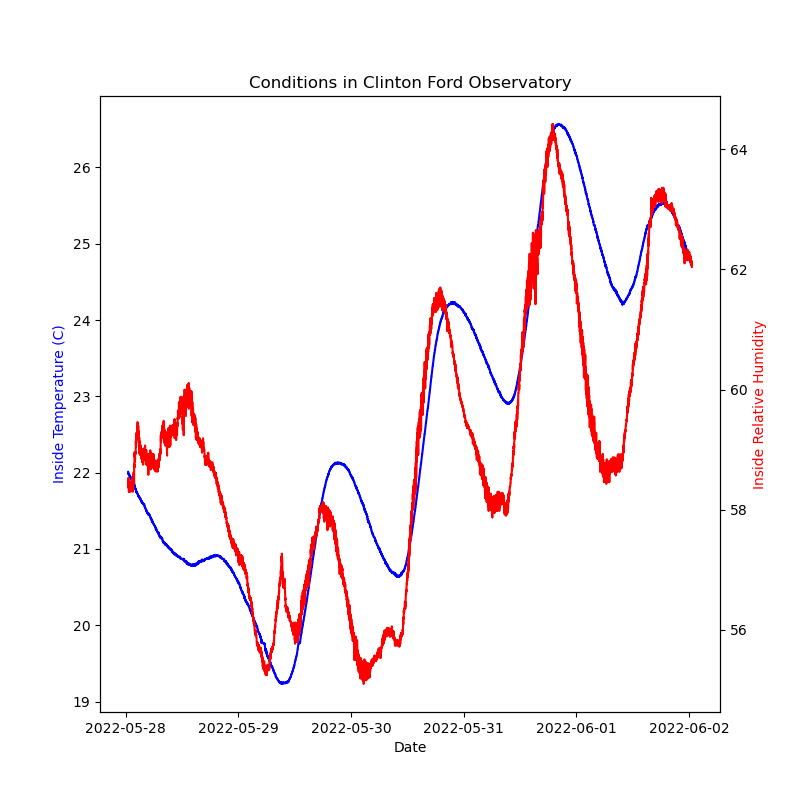 Conditions in Clinton Ford Observatory
Inside Temperature (C)
26
25
24
23
22
21
20
19
64
62
60
58
56
Inside Relative Humidity
2022-05-28 2022-05-29 2022-05-30 2022-05-31 2022-06-01 2022-06-02
Date